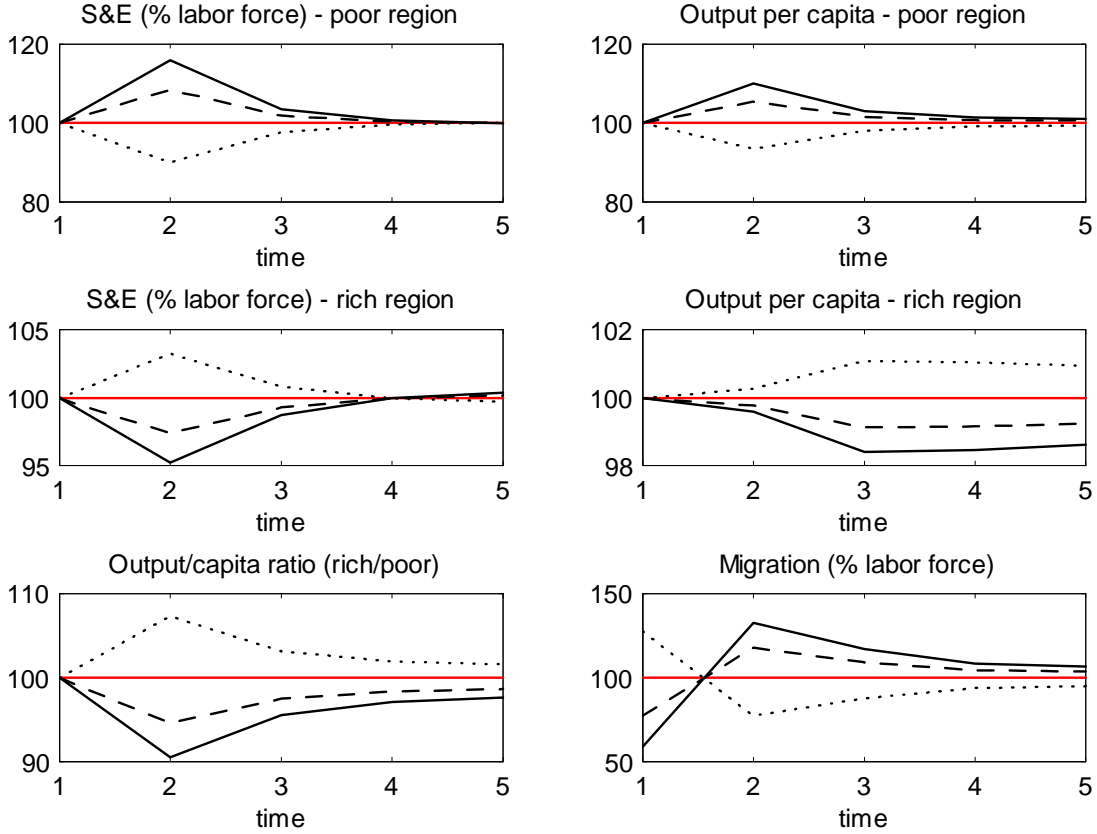 S&E (% labor force) - poor region
120
100
80
1 2 3 4 5
time
Output per capita - poor region
120
100
80
1 2 3 4 5
time
S&E (% labor force) - rich region
105
100
95
1 2 3 4 5
time
Output per capita - rich region
102
100
98
1 2 3 4 5
time
Output/capita ratio (rich/poor)
110
100
90
1 2 3 4 5
time
Migration (% labor force)
150
100
50
1 2 3 4 5
time